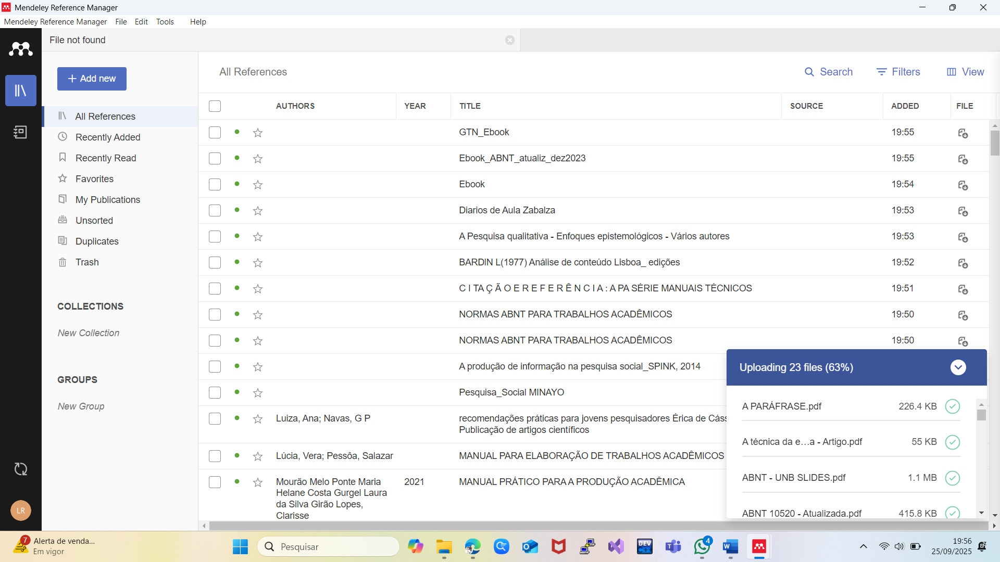 Mendeley Reference Manager
Mendeley Reference Manager File Edit Tools Help
File not found
+ Add new
All References
Recently Added
Recently Read
Favorites
My Publications
Unsorted
Duplicates
Trash
COLLECTIONS
New Collection
GROUPS
New Group
LR
All References
Search Filters View
AUTHORS YEAR TITLE SOURCE ADDED FILE
GTN_Ebook 19:55
Ebook_ABNT_atualiz_dez2023 19:55
Ebook 19:54
Diarios de Aula Zabalza 19:53
A Pesquisa qualitativa - Enfoques epistemológicos - Vários autores 19:53
BARDIN L(1977) Análise de conteúdo Lisboa_ edições 19:52
C I TA Ç Ã O E R E F E R Ê N C I A : A PA SÉRIE MANUAIS TÉCNICOS 19:51
NORMAS ABNT PARA TRABALHOS ACADÊMICOS 19:50
NORMAS ABNT PARA TRABALHOS ACADÊMICOS 19:50
A produção de informação na pesquisa social_SPINK, 2014
Pesquisa_Social MINAYO
Luiza, Ana; Navas, G P recomendações práticas para jovens pesquisadores Érica de Cáss
Publicação de artigos científicos
Lúcia, Vera; Pessôa, Salazar MANUAL PARA ELABORAÇÃO DE TRABALHOS ACADÊMICOS
Mourão Melo Ponte Maria 2021 MANUAL PRÁTICO PARA A PRODUÇÃO ACADÊMICA
Helane Costa Gurgel Laura
da Silva Girão Lopes,
Clarisse
Uploading 23 files (63%)
A PARÁFRASE.pdf 226.4 KB
A técnica da e…a - Artigo.pdf 55 KB
ABNT - UNB SLIDES.pdf 1.1 MB
ABNT 10520 - Atualizada.pdf 415.8 KB
7
Alerta de venda...
Em vigor
Pesquisar
DEV
C++
4
19:56
25/09/2025